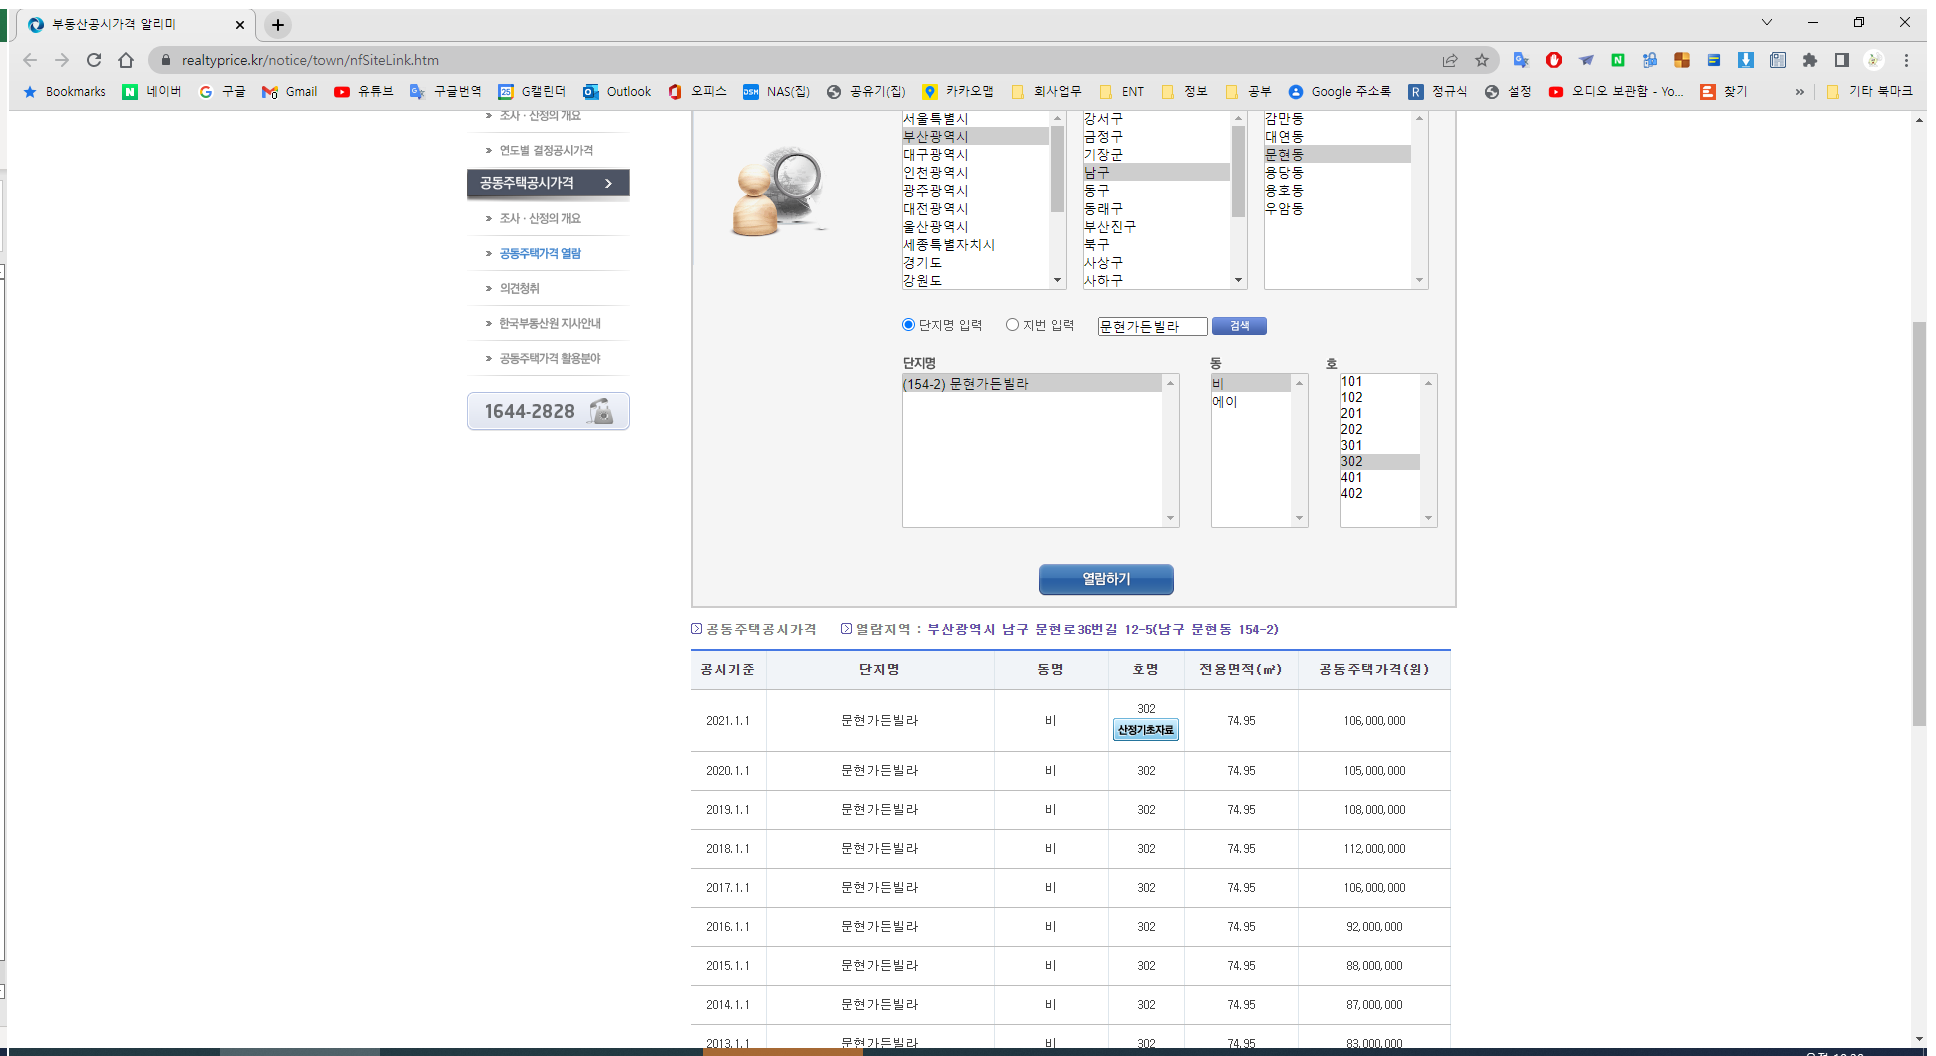 부동산공시가격 알리미
realtyprice.kr/notice/town/nfSiteLink.htm
Bookmarks 네이버 구글 Gmail 유튜브 구글번역 G캘린더 Outlook 오피스 NAS(집) 공유기(집) 카카오맵 회사업무 ENT 정보 공부 Google 주소록 정규식 설정 오디오 보관함 - Yo... 찾기 » 기타 북마크
조사 · 산정의 개요
연도별 결정공시가격
공동주택공시가격
조사 · 산정의 개요
공동주택가격 열람
의견청취
한국부동산원 지사안내
공동주택가격 활용분야
1644-2828
서울특별시
부산광역시
대구광역시
인천광역시
광주광역시
대전광역시
울산광역시
세종특별자치시
경기도
강원도
강서구
금정구
기장군
남구
동구
동래구
부산진구
북구
사상구
사하구
감만동
대연동
문현동
용당동
용호동
우암동
단지명 입력 지번 입력 문현가든빌라 검색
단지명 동 호
(154-2) 문현가든빌라
비
에이
101
102
201
202
301
302
401
402
열람하기
공동주택공시가격 열람지역 : 부산광역시 남구 문현로36번길 12-5(남구 문현동 154-2)
공시기준 단지명 동명 호명 전용면적(㎡) 공동주택가격(원)
2021.1.1 문현가든빌라 비 302 산정기초자료 74.95 106,000,000
2020.1.1 문현가든빌라 비 302 74.95 105,000,000
2019.1.1 문현가든빌라 비 302 74.95 108,000,000
2018.1.1 문현가든빌라 비 302 74.95 112,000,000
2017.1.1 문현가든빌라 비 302 74.95 106,000,000
2016.1.1 문현가든빌라 비 302 74.95 92,000,000
2015.1.1 문현가든빌라 비 302 74.95 88,000,000
2014.1.1 문현가든빌라 비 302 74.95 87,000,000
2013.1.1 문현가든빌라 비 302 74.95 83,000,000